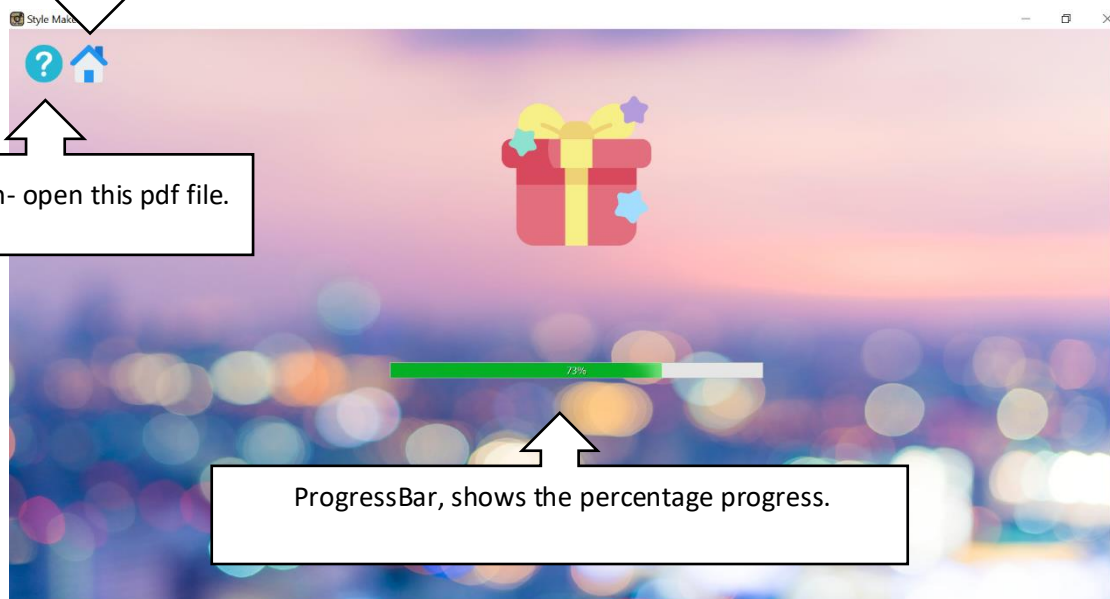 Style Make
?
- open this pdf file.
73%
ProgressBar, shows the percentage progress.